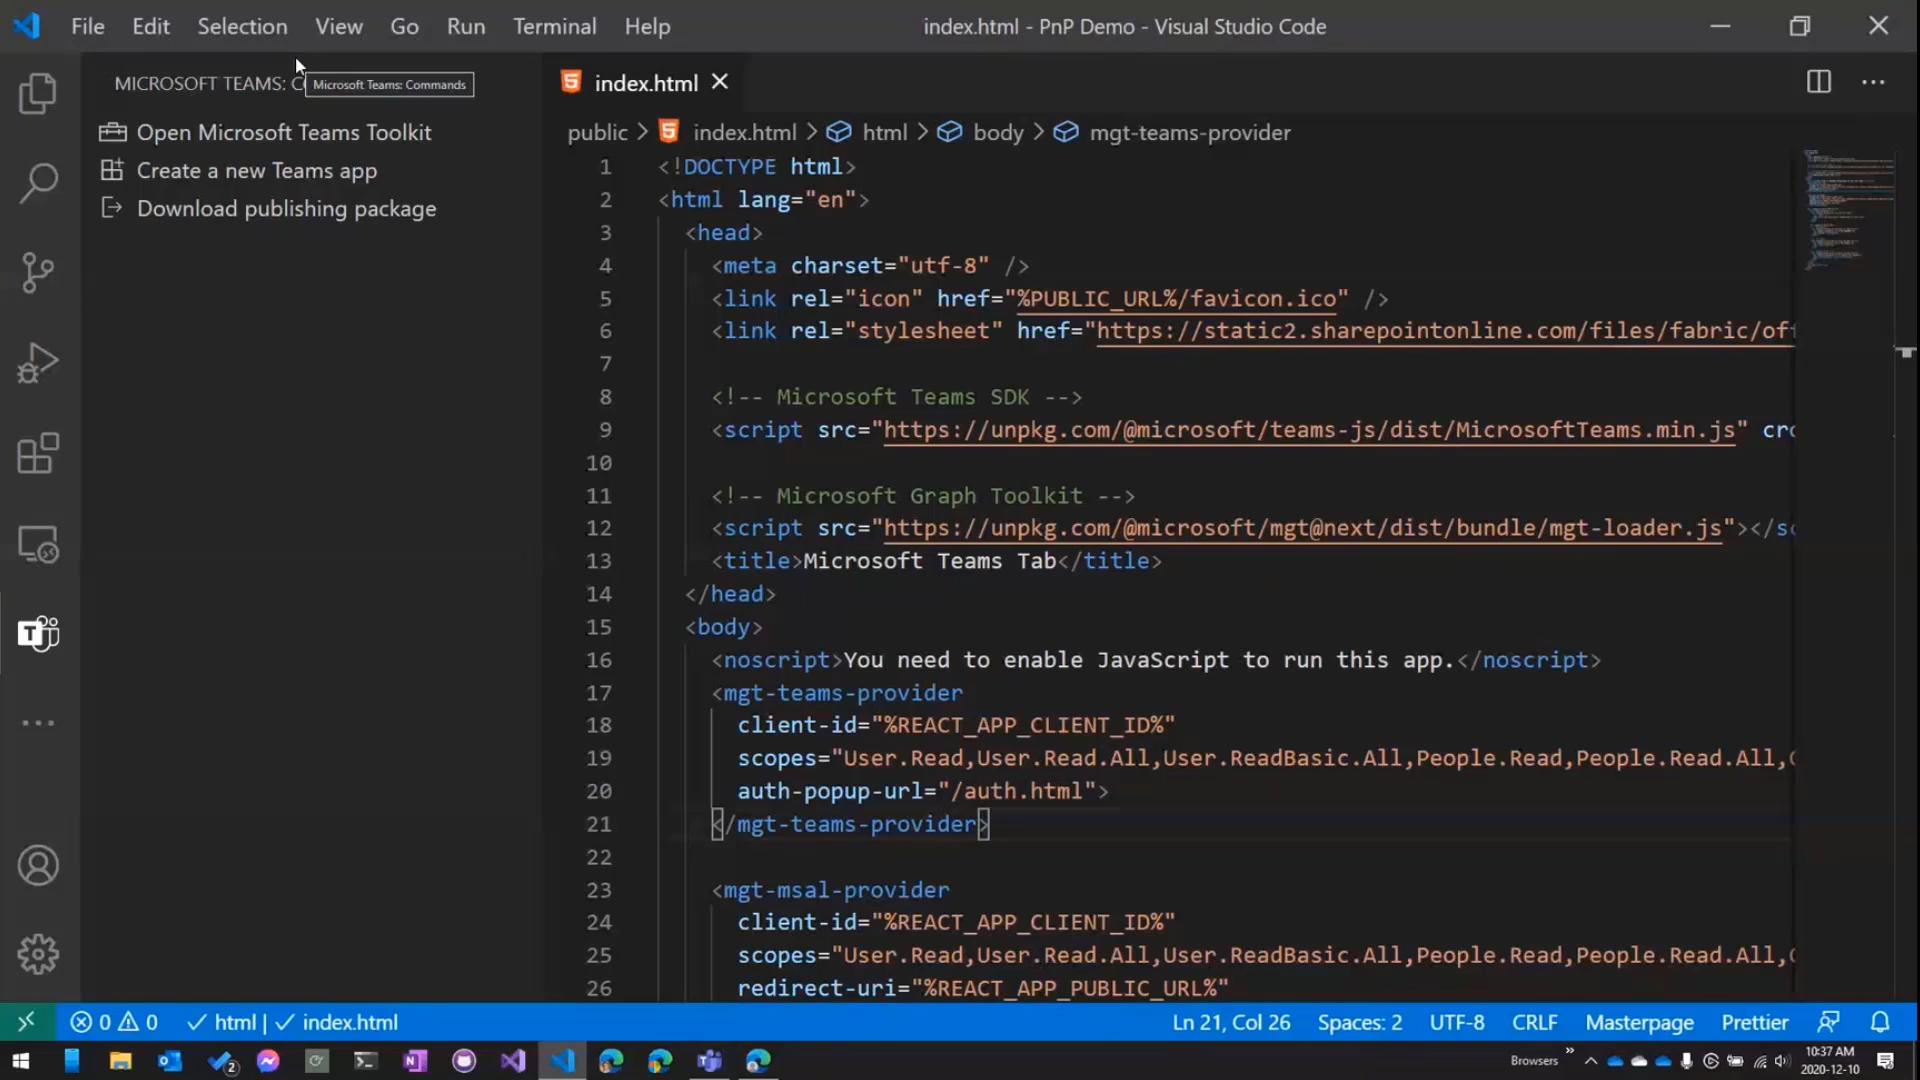 File Edit Selection View Go Run Terminal Help
index.html - PnP Demo - Visual Studio Code
MICROSOFT TEAMS: C
Microsoft Teams: Commands
Open Microsoft Teams Toolkit
Create a new Teams app
Download publishing package
index.html
public > index.html > html > body > mgt-teams-provider
1 <!DOCTYPE html>
2 <html lang="en">
3 <head>
4 <meta charset="utf-8" />
5 <link rel="icon" href="%PUBLIC_URL%/favicon.ico" />
6 <link rel="stylesheet" href="https://static2.sharepointonline.com/files/fabric/of
7
8 <!-- Microsoft Teams SDK -->
9 <script src="https://unpkg.com/@microsoft/teams-js/dist/MicrosoftTeams.min.js" cro
10
11 <!-- Microsoft Graph Toolkit -->
12 <script src="https://unpkg.com/@microsoft/mgt@next/dist/bundle/mgt-loader.js"></sc
13 <title>Microsoft Teams Tab</title>
14 </head>
15 <body>
16 <noscript>You need to enable JavaScript to run this app.</noscript>
17 <mgt-teams-provider
18 client-id="%REACT_APP_CLIENT_ID%"
19 scopes="User.Read,User.Read.All,User.ReadBasic.All,People.Read,People.Read.All,
20 auth-popup-url="/auth.html">
21 </mgt-teams-provider>
22
23 <mgt-msal-provider
24 client-id="%REACT_APP_CLIENT_ID%"
25 scopes="User.Read,User.Read.All,User.ReadBasic.All,People.Read,People.Read.All,
26 redirect-uri="%REACT_APP_PUBLIC_URL%"
0 0 html | index.html
Ln 21, Col 26 Spaces: 2 UTF-8 CRLF Masterpage Prettier
2
Browsers
10:37 AM
2020-12-10